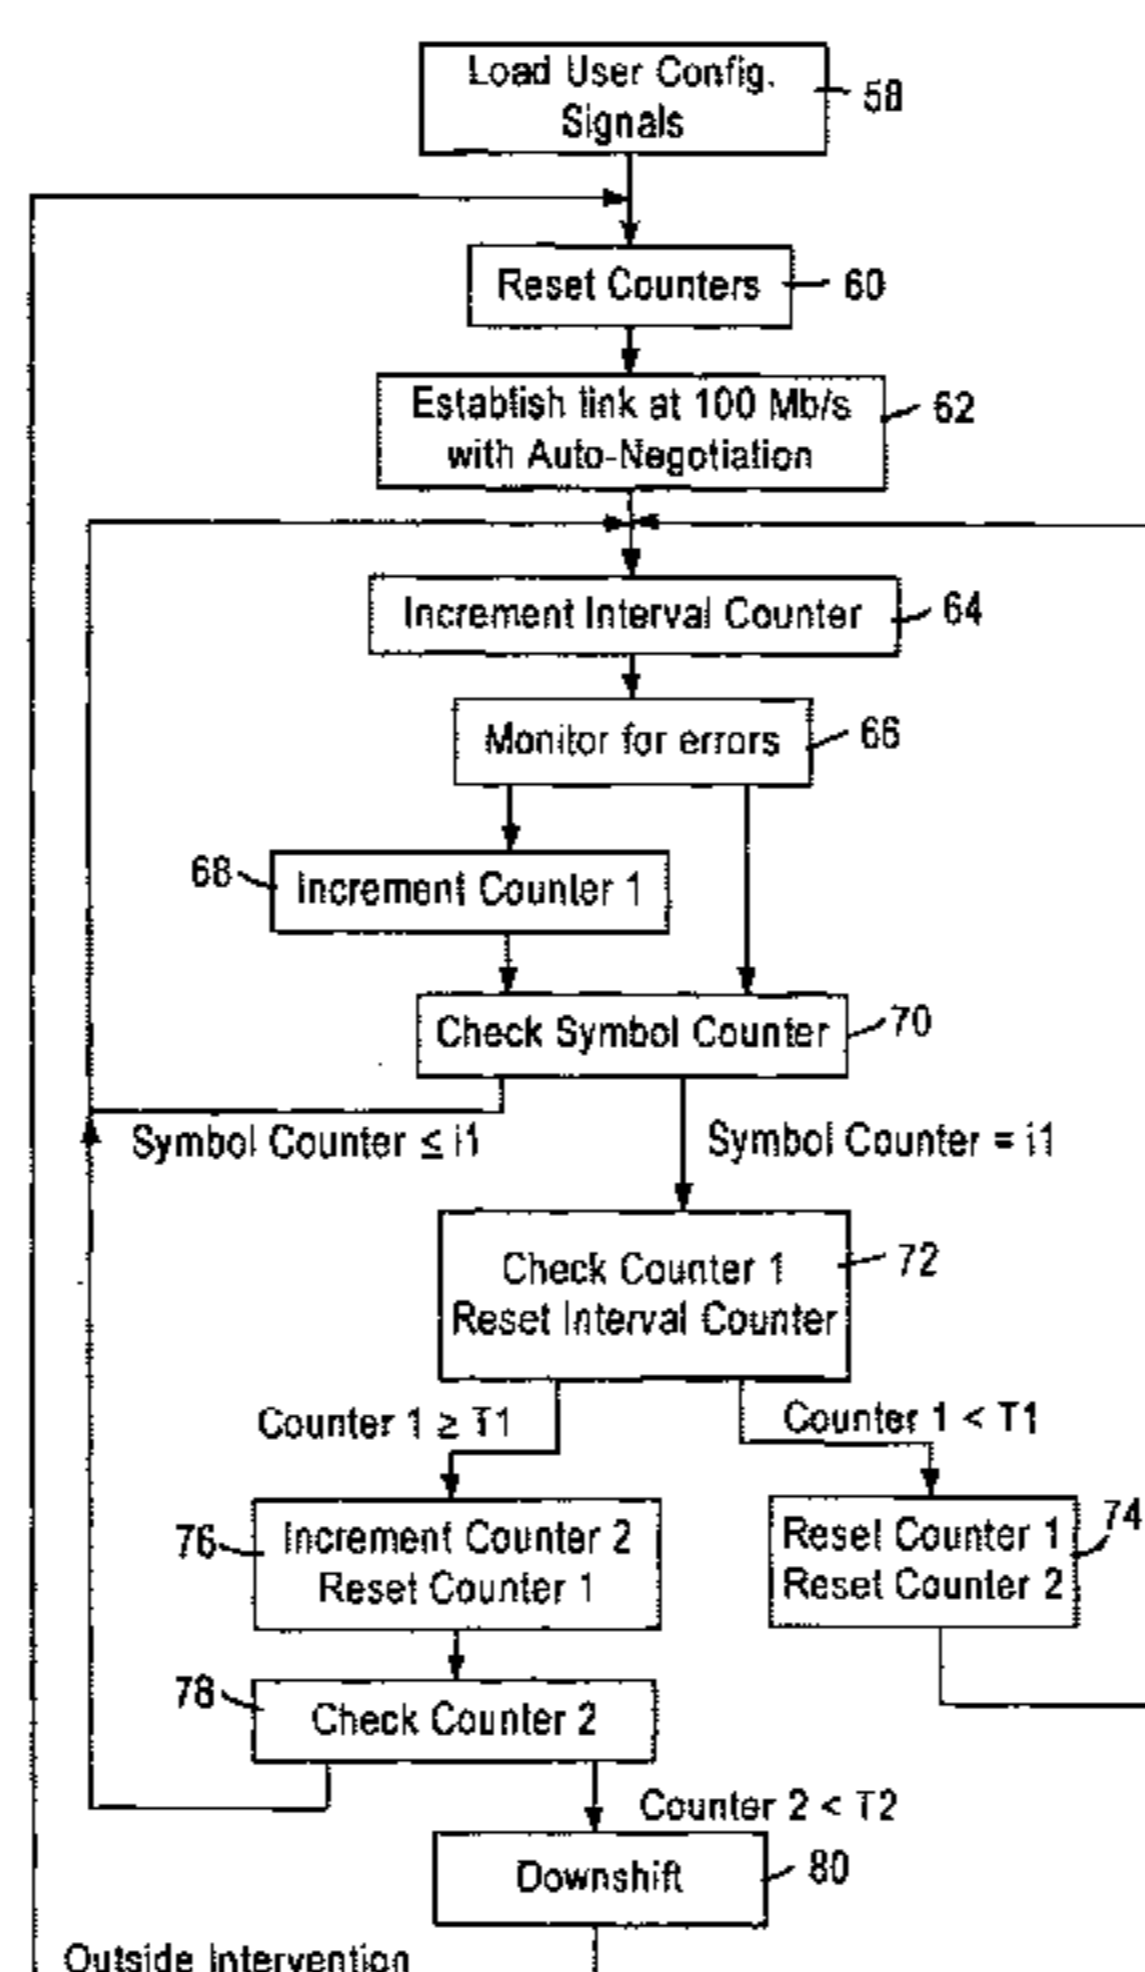 Load User Config.
Signals
58
Reset Counters
60
Establish link at 100 Mb/s
with Auto-Negotiation
62
Increment Interval Counter
64
Monitor for errors
66
68
Increment Counter 1
Check Symbol Counter
70
Symbol Counter ≤ i1
Symbol Counter = i1
Check Counter 1
Reset Interval Counter
72
Counter 1 ≥ T1
Counter 1 < T1
76
Increment Counter 2
Reset Counter 1
Reset Counter 1
Reset Counter 2
74
78
Check Counter 2
Counter 2 < T2
Downshift
80
Outside Intervention